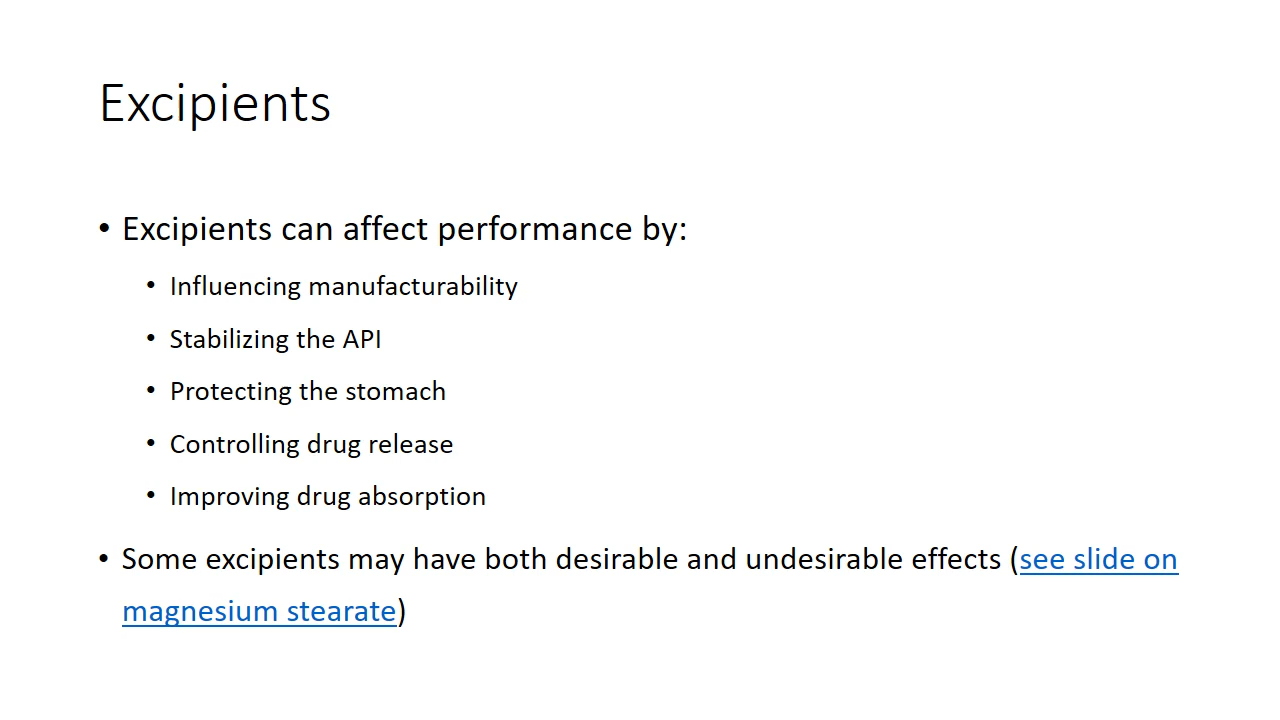 Excipients
• Excipients can affect performance by:
• Influencing manufacturability
• Stabilizing the API
• Protecting the stomach
• Controlling drug release
• Improving drug absorption
• Some excipients may have both desirable and undesirable effects (see slide on
magnesium stearate)